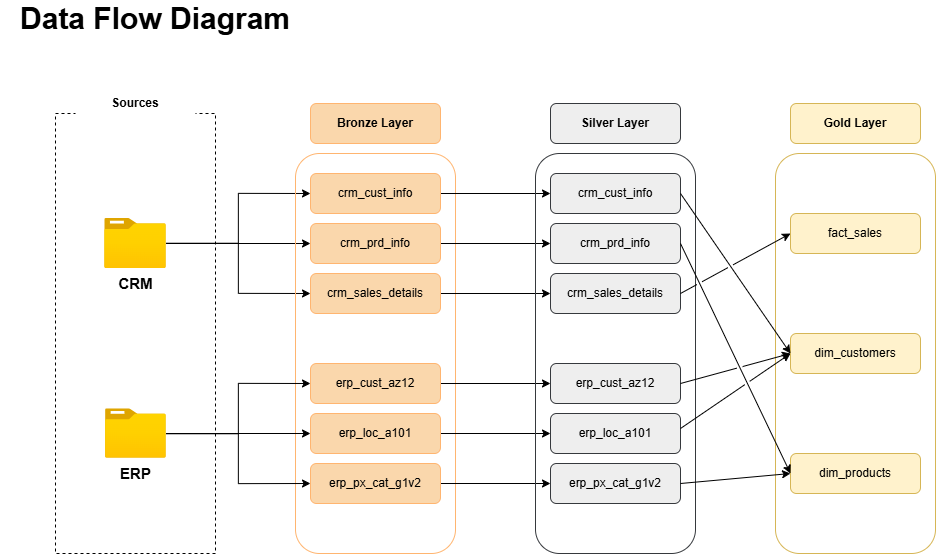 Data Flow Diagram
Sources
CRM
ERP
Bronze Layer
crm_cust_info
crm_prd_info
crm_sales_details
erp_cust_az12
erp_loc_a101
erp_px_cat_g1v2
Silver Layer
crm_cust_info
crm_prd_info
crm_sales_details
erp_cust_az12
erp_loc_a101
erp_px_cat_g1v2
Gold Layer
fact_sales
dim_customers
dim_products